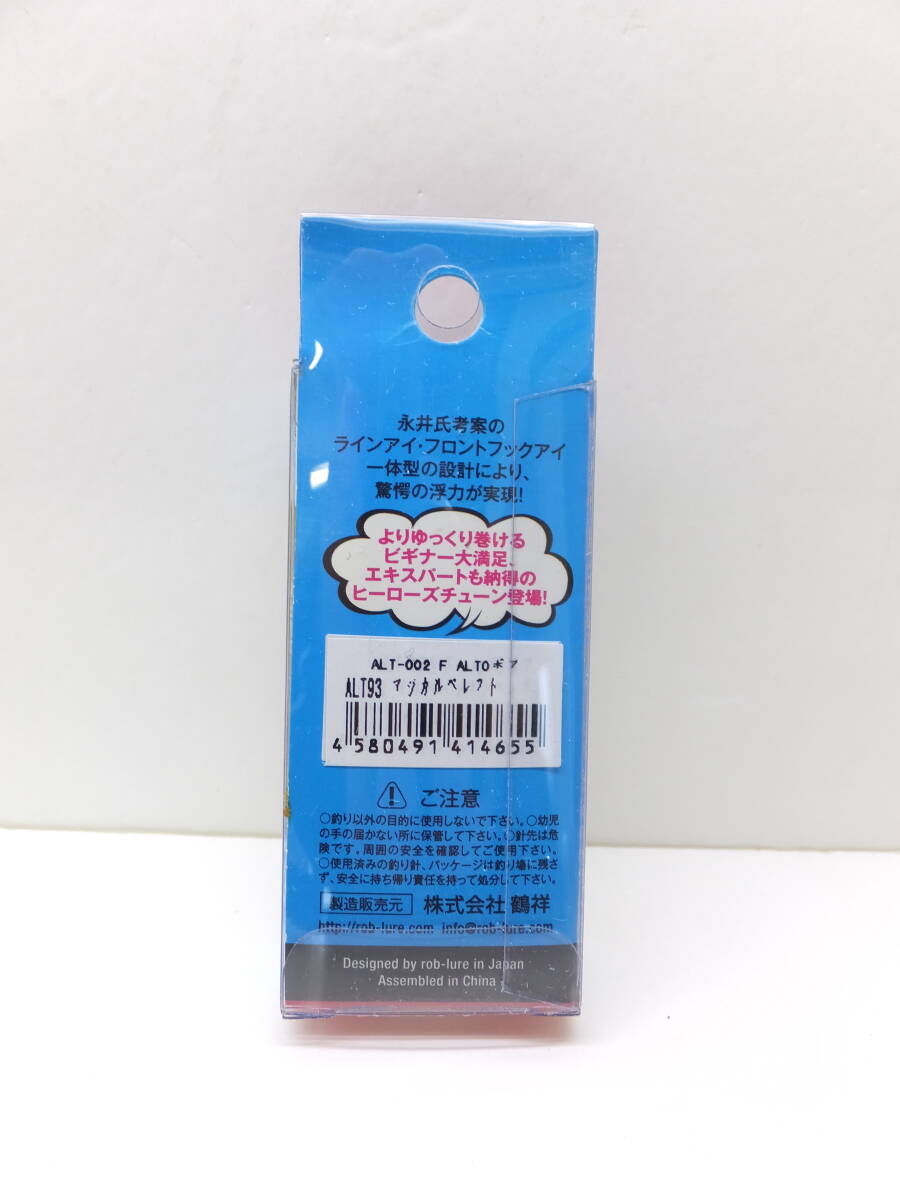 永井氏考案の
ラインアイ・フロントフックアイ
一体型の設計により、
驚愕の浮力が実現!
よりゆっくり巻ける
ビギナー大満足、
エキスパートも納得の
ヒーローズチューン登場!
ALT-002 F ALTOボア
ALT93 マジカルペレット
4 580491 414655
ご注意
○釣り以外の目的に使用しないで下さい。○幼児
の手の届かない所に保管して下さい。○針先は危
険です。周囲の安全を確認してご使用下さい。
○使用済みの釣り針、パッケージは釣り場に残さ
ず、安全に持ち帰り責任を持って処分して下さい。
製造販売元 株式会社 鶴祥
http://rob-lure.com info@rob-lure.com
Designed by rob-lure in Japan
Assembled in China